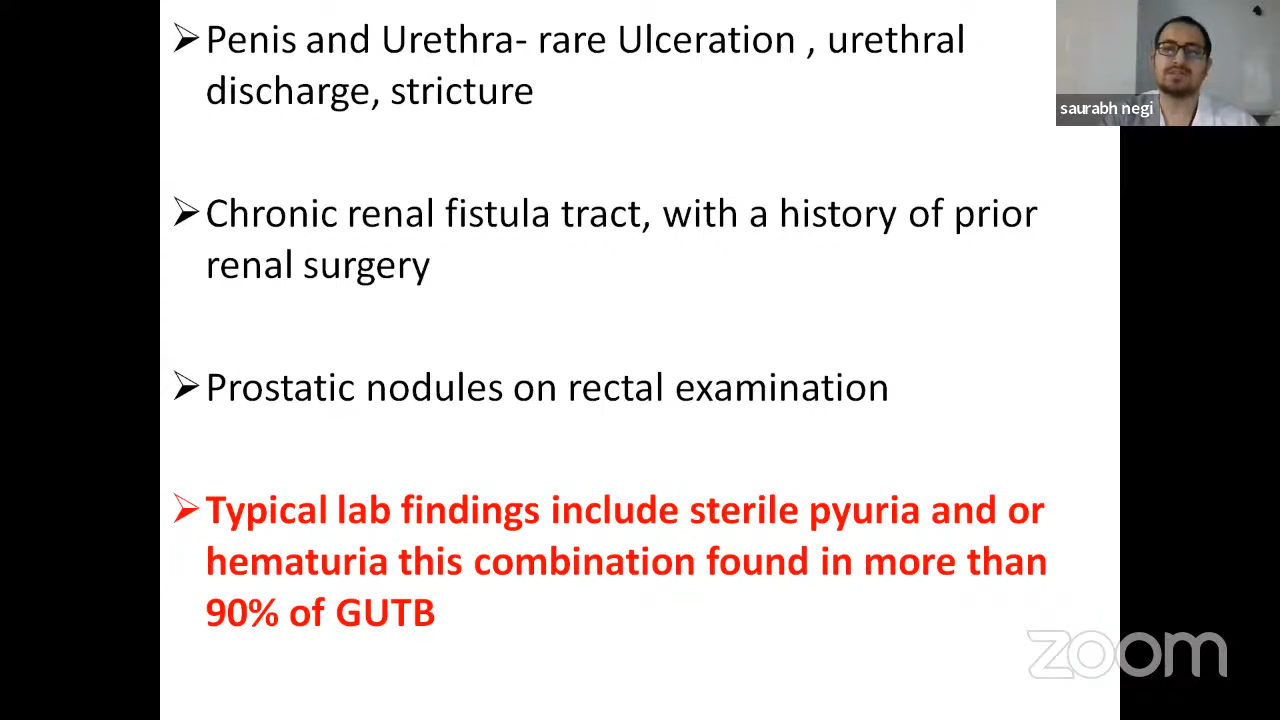 ➢Penis and Urethra- rare Ulceration , urethral
discharge, stricture
➢Chronic renal fistula tract, with a history of prior
renal surgery
➢Prostatic nodules on rectal examination
➢Typical lab findings include sterile pyuria and or
hematuria this combination found in more than
90% of GUTB
saurabh negi
zoom